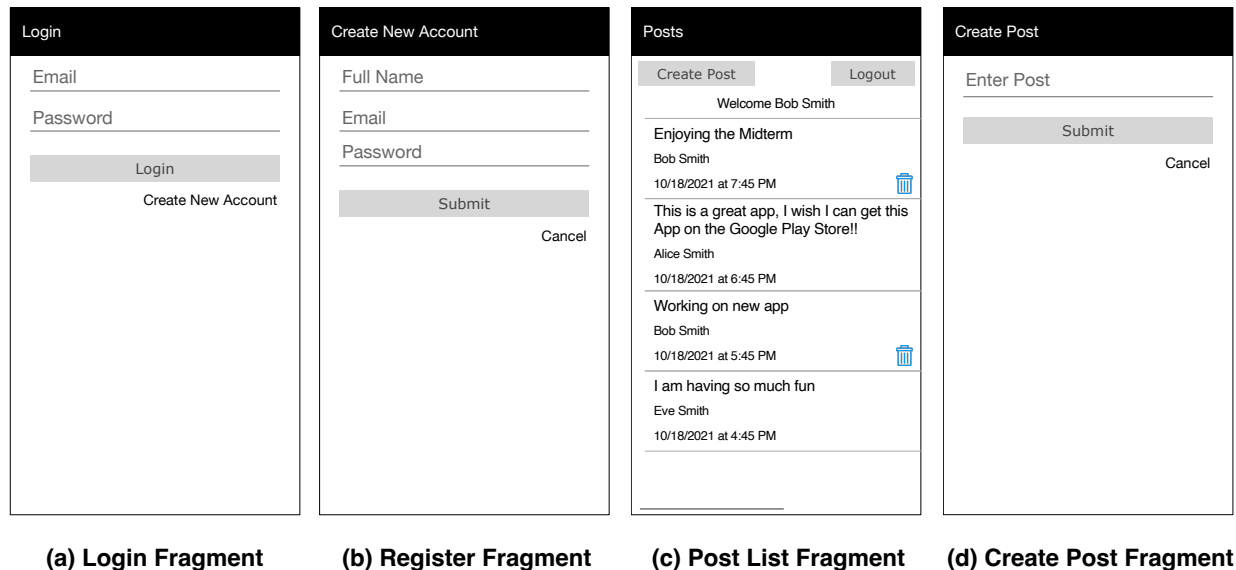 Login
Email
Password
Login
Create New Account
(a) Login Fragment
Create New Account
Full Name
Email
Password
Submit
Cancel
(b) Register Fragment
Posts
Create Post
Logout
Welcome Bob Smith
Enjoying the Midterm
Bob Smith
10/18/2021 at 7:45 PM
This is a great app, I wish I can get this
App on the Google Play Store!!
Alice Smith
10/18/2021 at 6:45 PM
Working on new app
Bob Smith
10/18/2021 at 5:45 PM
I am having so much fun
Eve Smith
10/18/2021 at 4:45 PM
(c) Post List Fragment
Create Post
Enter Post
Submit
Cancel
(d) Create Post Fragment